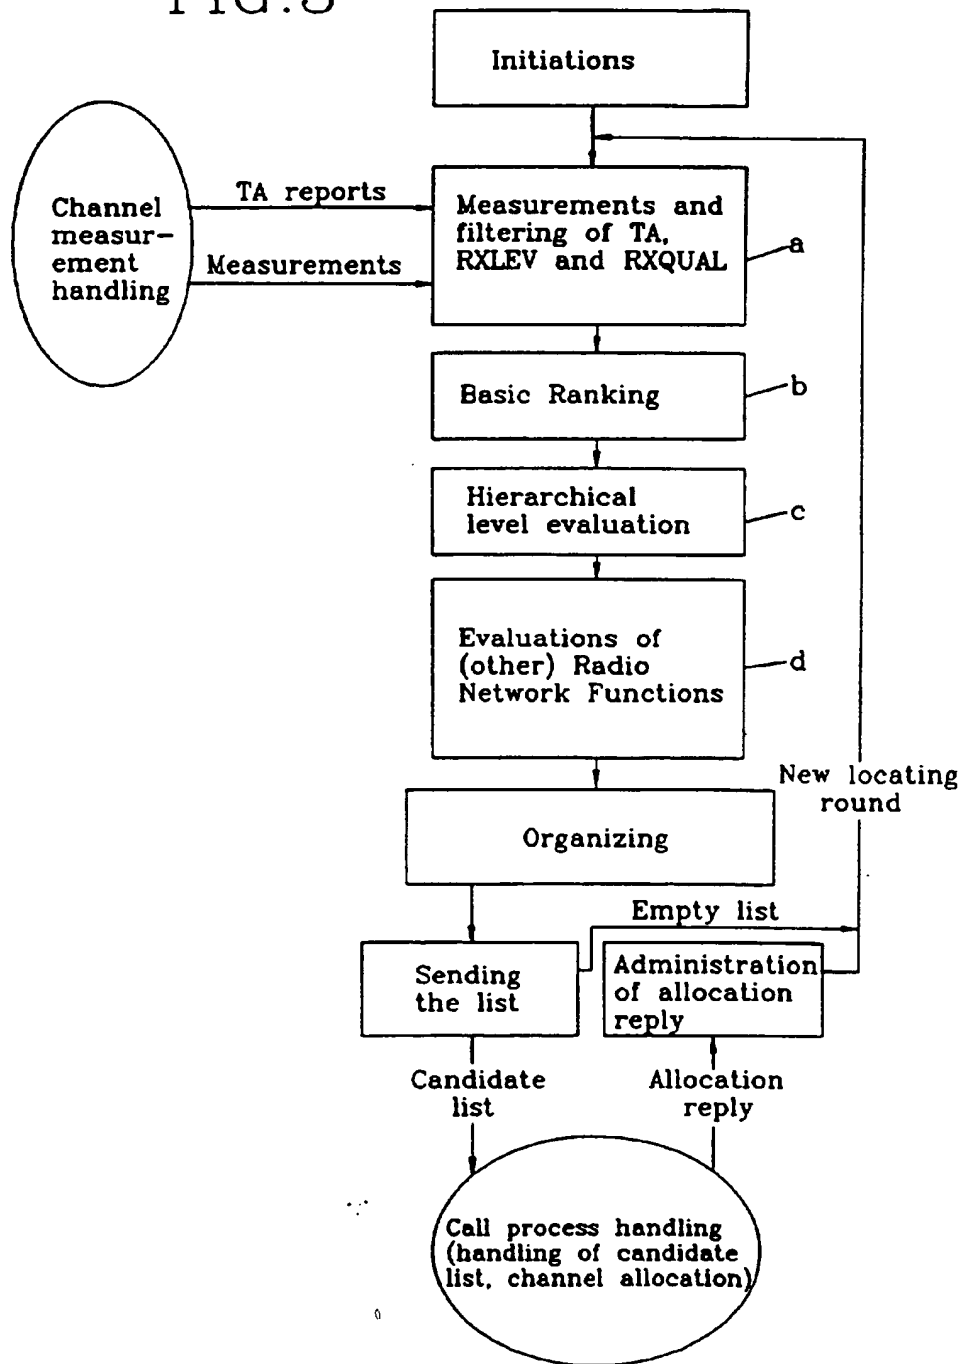 Initiations
Channel
measur-
ement
handling
TA reports
Measurements
Measurements and
filtering of TA,
RXLEV and RXQUAL
a
Basic Ranking
b
Hierarchical
level evaluation
c
Evaluations of
(other) Radio
Network Functions
d
New locating
round
Organizing
Empty list
Sending
the list
Administration
of allocation
reply
Candidate
list
Allocation
reply
Call process handling
(handling of candidate
list, channel allocation)